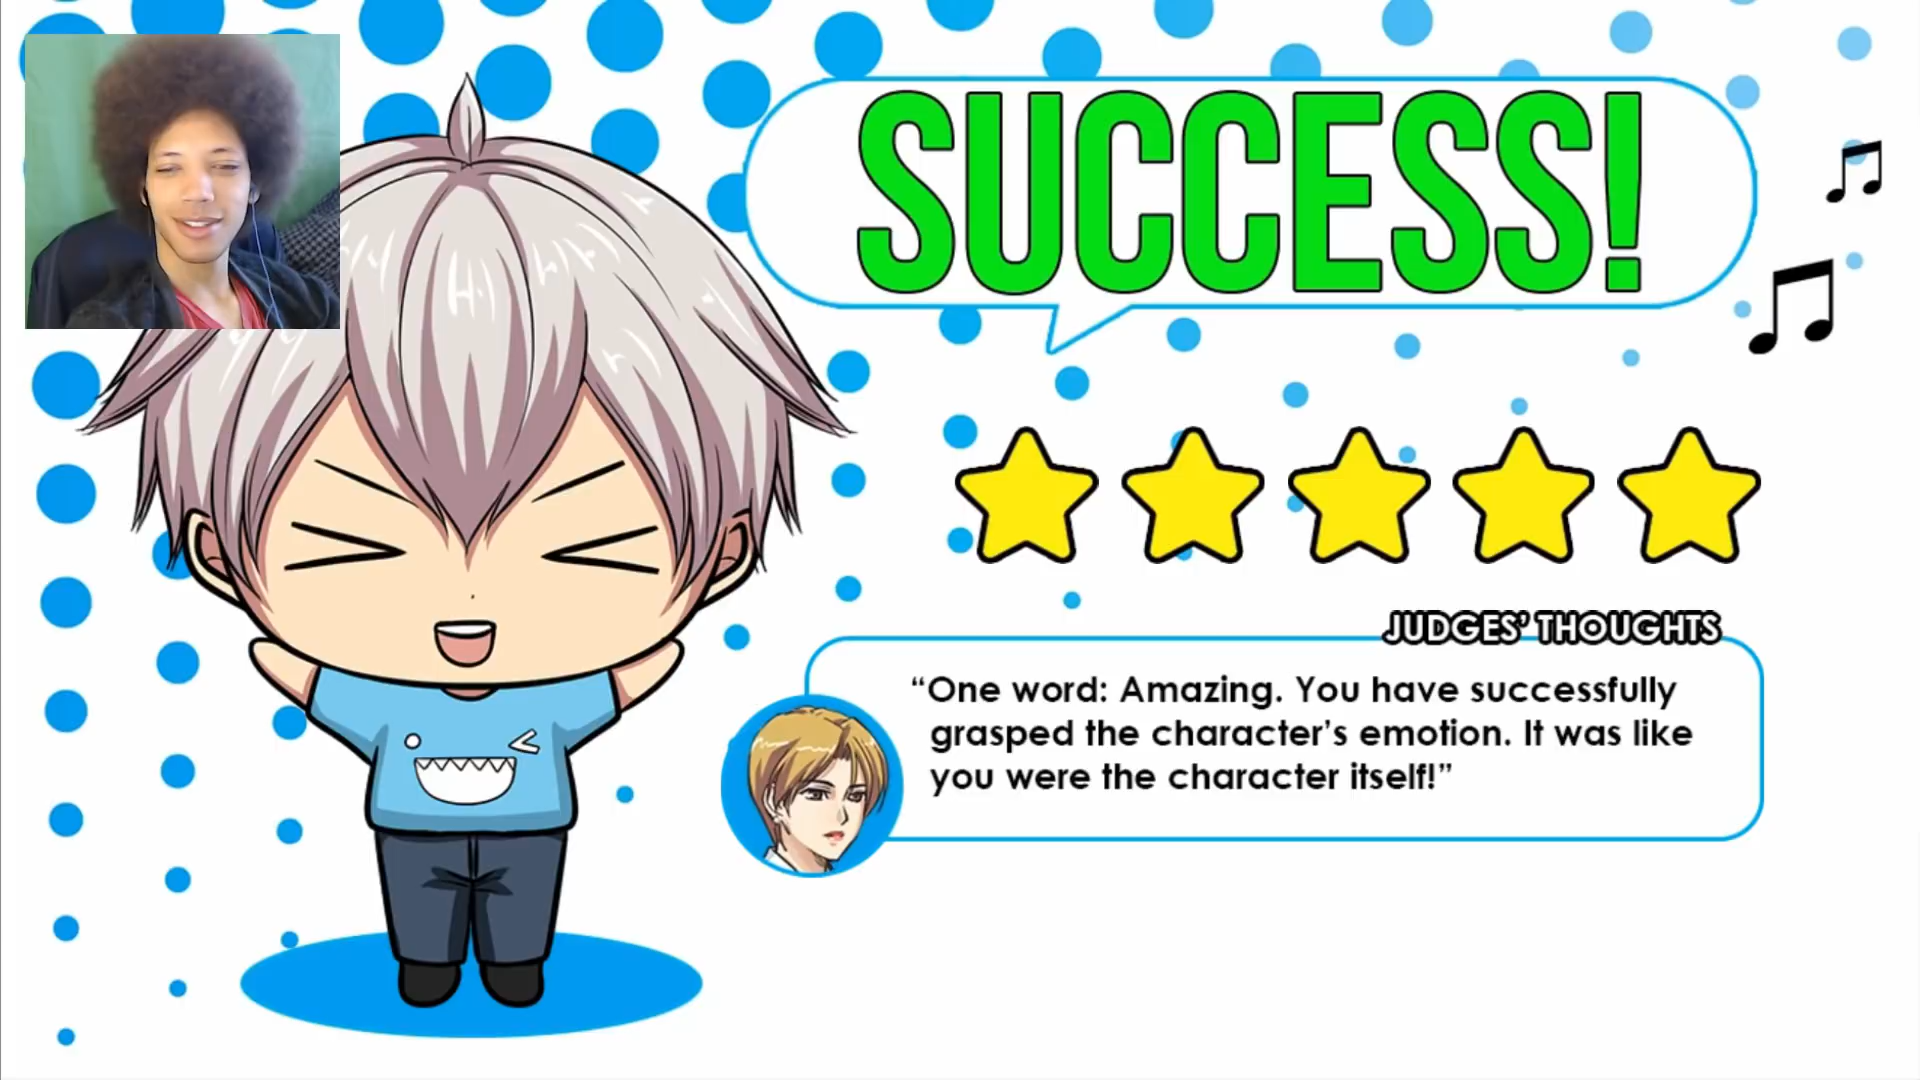 SUCCESS!
JUDGES’ THOUGHTS
“One word: Amazing. You have successfully
grasped the character’s emotion. It was like
you were the character itself!”